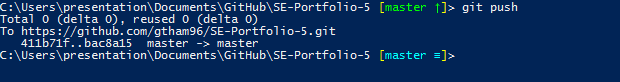 C:\Users\presentation\Documents\GitHub\SE-Portfolio-5 [master ↑]> git push
Total 0 (delta 0), reused 0 (delta 0)
To https://github.com/gtham96/SE-Portfolio-5.git
   411b71f..bac8a15  master -> master
C:\Users\presentation\Documents\GitHub\SE-Portfolio-5 [master ≡]>